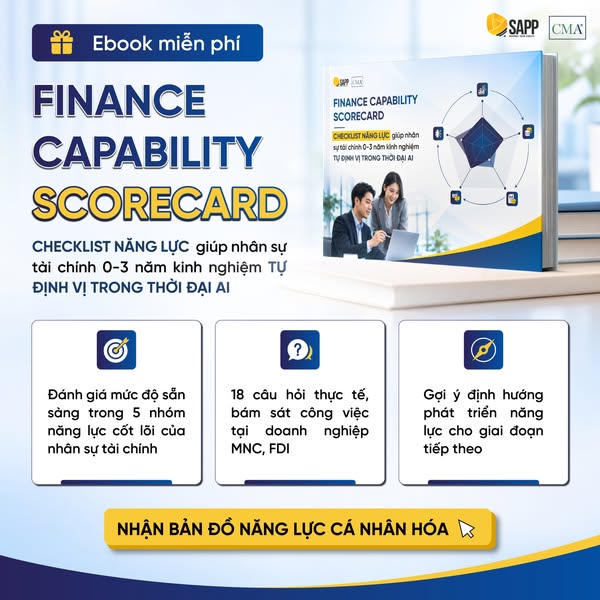 Ebook miễn phí
SAPP
CMA
FINANCE
CAPABILITY
SCORECARD
CHECKLIST NĂNG LỰC giúp nhân sự
tài chính 0-3 năm kinh nghiệm TỰ
ĐỊNH VỊ TRONG THỜI ĐẠI AI
SAPP
CMA
FINANCE CAPABILITY
SCORECARD
CHECKLIST NĂNG LỰC giúp nhân
sự tài chính 0-3 năm kinh nghiệm
TỰ ĐỊNH VỊ TRONG THỜI ĐẠI AI
Đánh giá mức độ sẵn
sàng trong 5 nhóm
năng lực cốt lõi của
nhân sự tài chính
18 câu hỏi thực tế,
bám sát công việc
tại doanh nghiệp
MNC, FDI
Gợi ý định hướng
phát triển năng
lực cho giai đoạn
tiếp theo
NHẬN BẢN ĐỒ NĂNG LỰC CÁ NHÂN HÓA